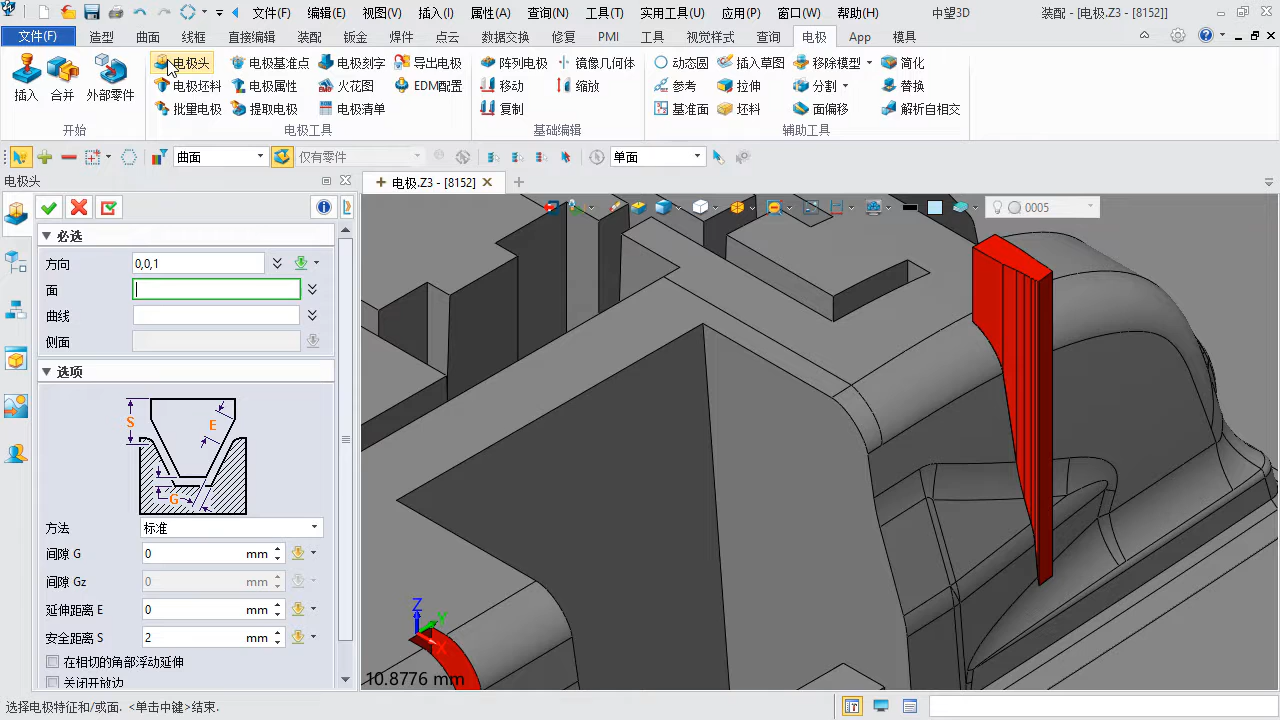 文件(F) 编辑(E) 视图(V) 插入(I) 属性(A) 查询(N) 工具(T) 实用工具(U) 应用(P) 窗口(W) 帮助(H) 中望3D 装配 - [电极.Z3 - [8152]]
文件(F) 造型 曲面 线框 直接编辑 装配 钣金 焊件 点云 数据交换 修复 PMI 工具 视觉样式 查询 电极 App 模具
插入 合并 外部零件
电极头 电极基准点 电极刻字 导出电极 阵列电极 镜像几何体 动态圆 插入草图 移除模型 简化
电极坯料 电极属性 火花图 EDM配置 移动 缩放 参考 拉伸 分割 替换
批量电极 提取电极 电极清单 复制 基准面 坯料 面偏移 解析自相交
开始 电极工具 基础编辑 辅助工具
曲面 仅有零件 单面
电极头
电极.Z3 - [8152]
0005
必选
方向 0,0,1
面
曲线
侧面
选项
S E
G
方法 标准
间隙 G 0 mm
间隙 Gz 0 mm
延伸距离 E 0 mm
安全距离 S 2 mm
在相切的角部浮动延伸
关闭开放边
Z
Y
X
10.8776 mm
选择电极特征和/或面. <单击中键> 结束.